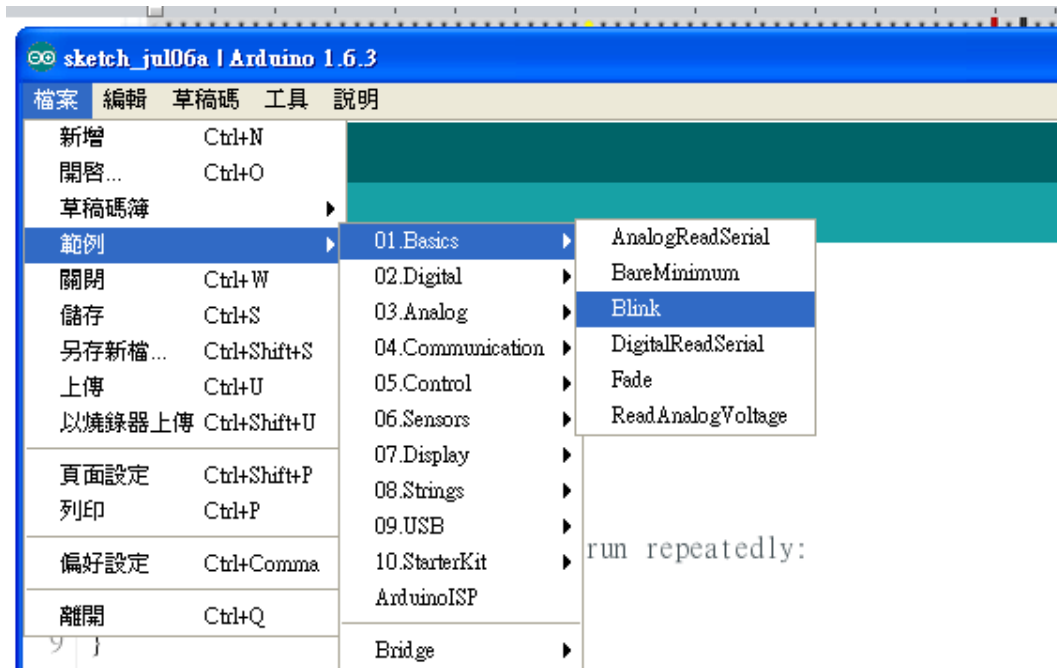 sketch_jul06a | Arduino 1.6.3
檔案 編輯 草稿碼 工具 說明
新增 Ctrl+N
開啓... Ctrl+O
草稿碼簿
範例
關閉 Ctrl+W
儲存 Ctrl+S
另存新檔... Ctrl+Shift+S
上傳 Ctrl+U
以燒錄器上傳 Ctrl+Shift+U
頁面設定 Ctrl+Shift+P
列印 Ctrl+P
偏好設定 Ctrl+Comma
離開 Ctrl+Q
01.Basics
02.Digital
03.Analog
04.Communication
05.Control
06.Sensors
07.Display
08.Strings
09.USB
10.StarterKit
ArduinoISP
Bridge
AnalogReadSerial
BareMinimum
Blink
DigitalReadSerial
Fade
ReadAnalogVoltage
run repeatedly:
9 }